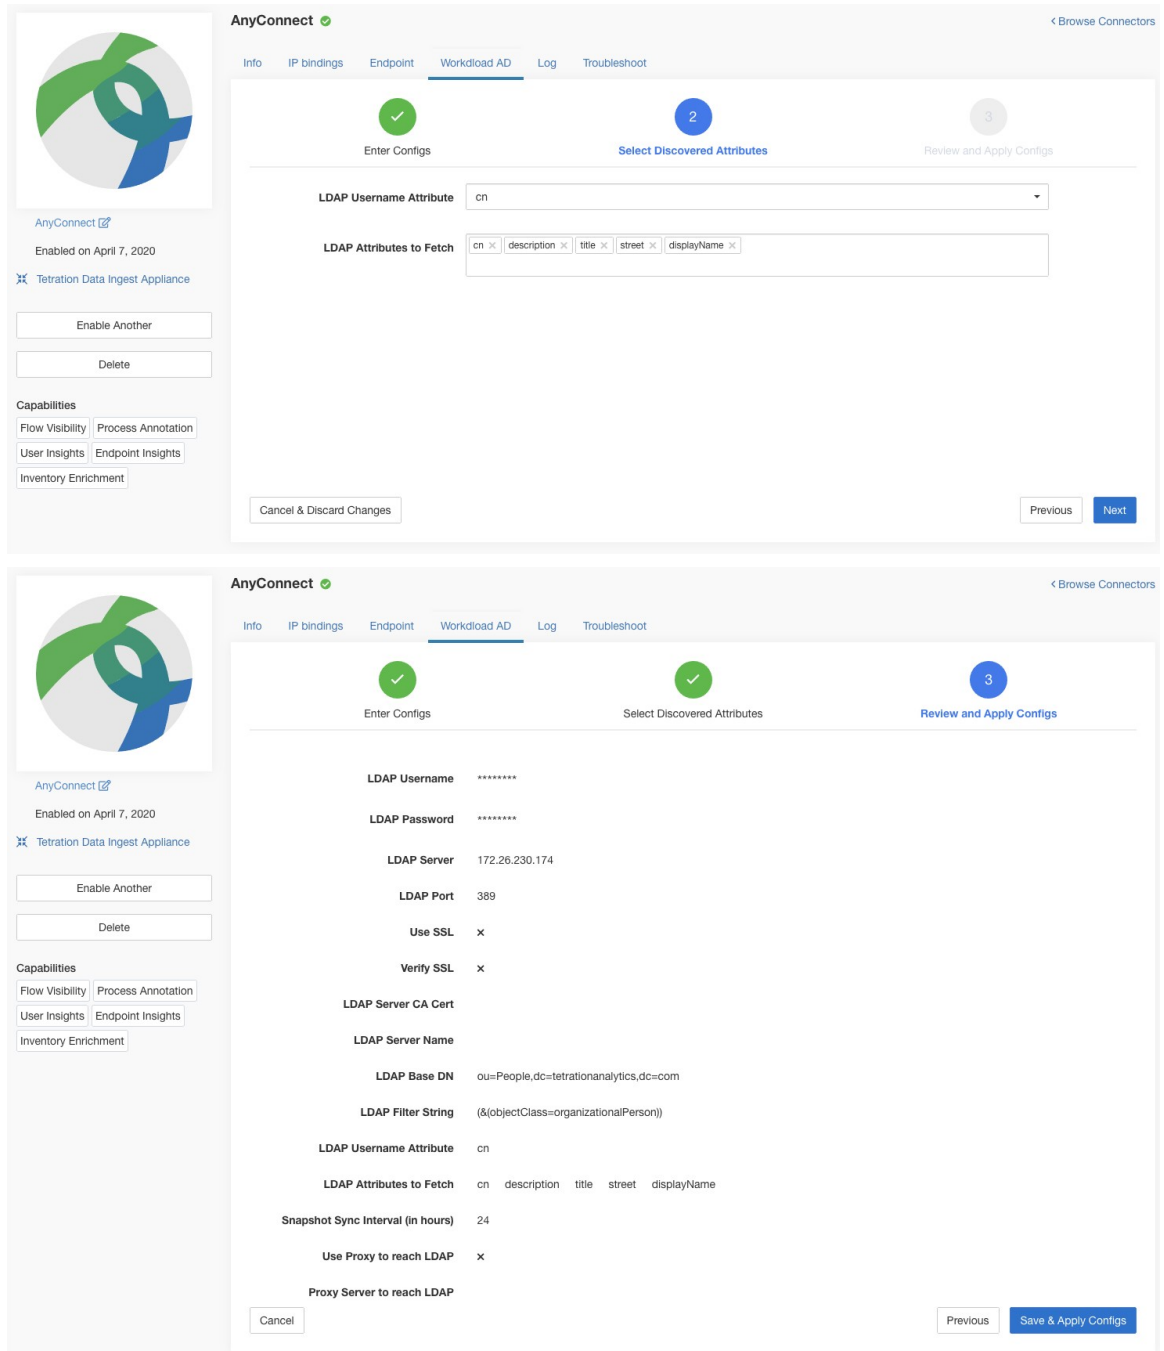 AnyConnect
< Browse Connectors
Info IP bindings Endpoint Workdload AD Log Troubleshoot
2
3
Enter Configs
Select Discovered Attributes
Review and Apply Configs
LDAP Username Attribute cn
LDAP Attributes to Fetch cn × description × title × street × displayName ×
AnyConnect
Enabled on April 7, 2020
Tetration Data Ingest Appliance
Enable Another
Delete
Capabilities
Flow Visibility Process Annotation
User Insights Endpoint Insights
Inventory Enrichment
Cancel & Discard Changes
Previous Next
AnyConnect
< Browse Connectors
Info IP bindings Endpoint Workdload AD Log Troubleshoot
3
Enter Configs
Select Discovered Attributes
Review and Apply Configs
AnyConnect
Enabled on April 7, 2020
Tetration Data Ingest Appliance
Enable Another
Delete
Capabilities
Flow Visibility Process Annotation
User Insights Endpoint Insights
Inventory Enrichment
LDAP Username ********
LDAP Password ********
LDAP Server 172.26.230.174
LDAP Port 389
Use SSL ×
Verify SSL ×
LDAP Server CA Cert
LDAP Server Name
LDAP Base DN ou=People,dc=tetrationanalytics,dc=com
LDAP Filter String (&(objectClass=organizationalPerson))
LDAP Username Attribute cn
LDAP Attributes to Fetch cn description title street displayName
Snapshot Sync Interval (in hours) 24
Use Proxy to reach LDAP ×
Proxy Server to reach LDAP
Cancel
Previous Save & Apply Configs